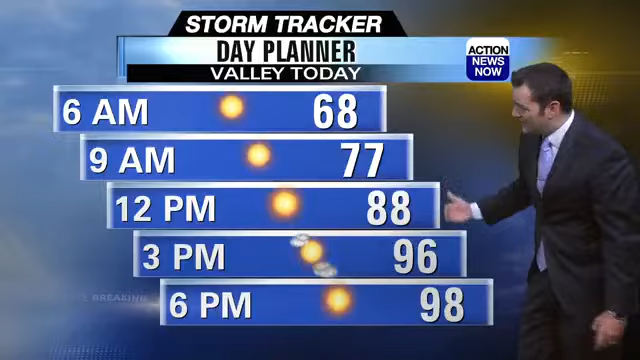 STORM TRACKER
DAY PLANNER
VALLEY TODAY
ACTION
NEWS
NOW
6 AM 68
9 AM 77
12 PM 88
3 PM 96
6 PM 98
BREAKING